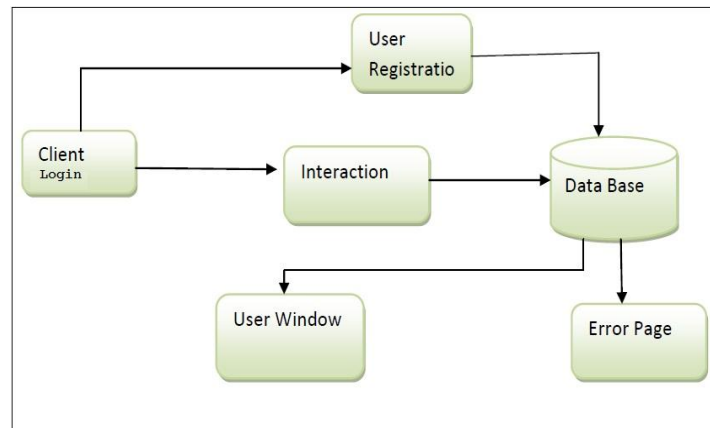 User
Registratio
Client
Login
Interaction
Data Base
User Window
Error Page